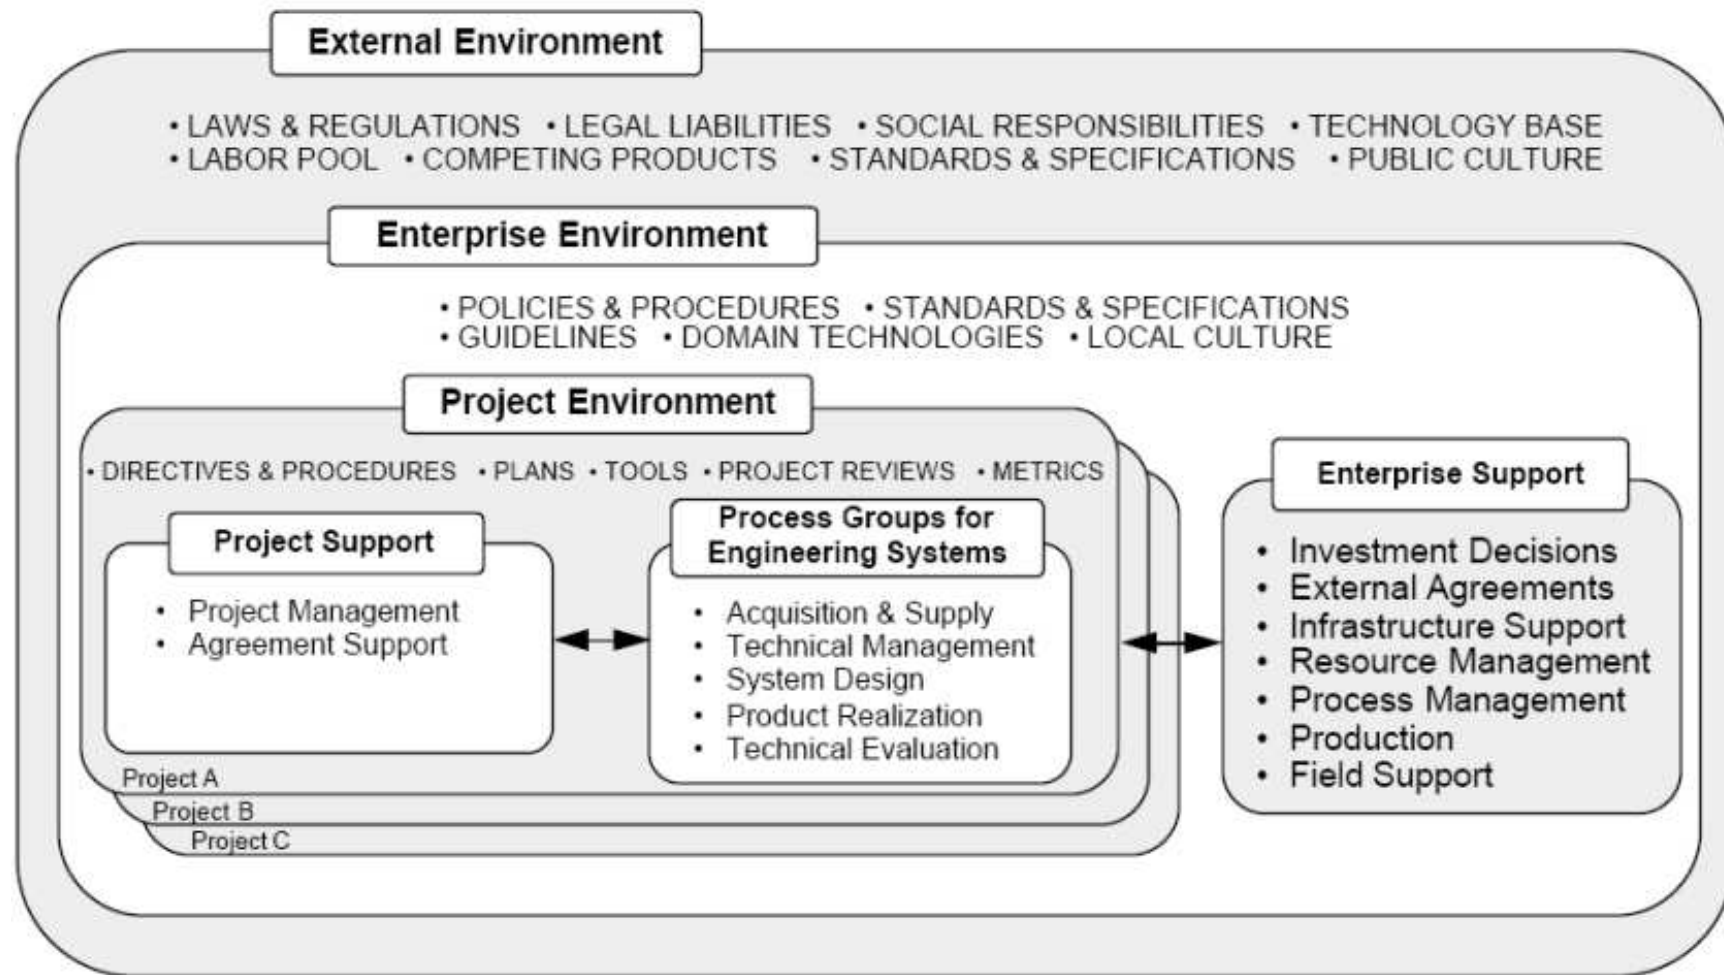 External Environment
• LAWS & REGULATIONS • LEGAL LIABILITIES • SOCIAL RESPONSIBILITIES • TECHNOLOGY BASE
• LABOR POOL • COMPETING PRODUCTS • STANDARDS & SPECIFICATIONS • PUBLIC CULTURE
Enterprise Environment
• POLICIES & PROCEDURES • STANDARDS & SPECIFICATIONS
• GUIDELINES • DOMAIN TECHNOLOGIES • LOCAL CULTURE
Project Environment
• DIRECTIVES & PROCEDURES • PLANS • TOOLS • PROJECT REVIEWS • METRICS
Project Support
• Project Management
• Agreement Support
Process Groups for
Engineering Systems
• Acquisition & Supply
• Technical Management
• System Design
• Product Realization
• Technical Evaluation
Project A
Project B
Project C
Enterprise Support
• Investment Decisions
• External Agreements
• Infrastructure Support
• Resource Management
• Process Management
• Production
• Field Support